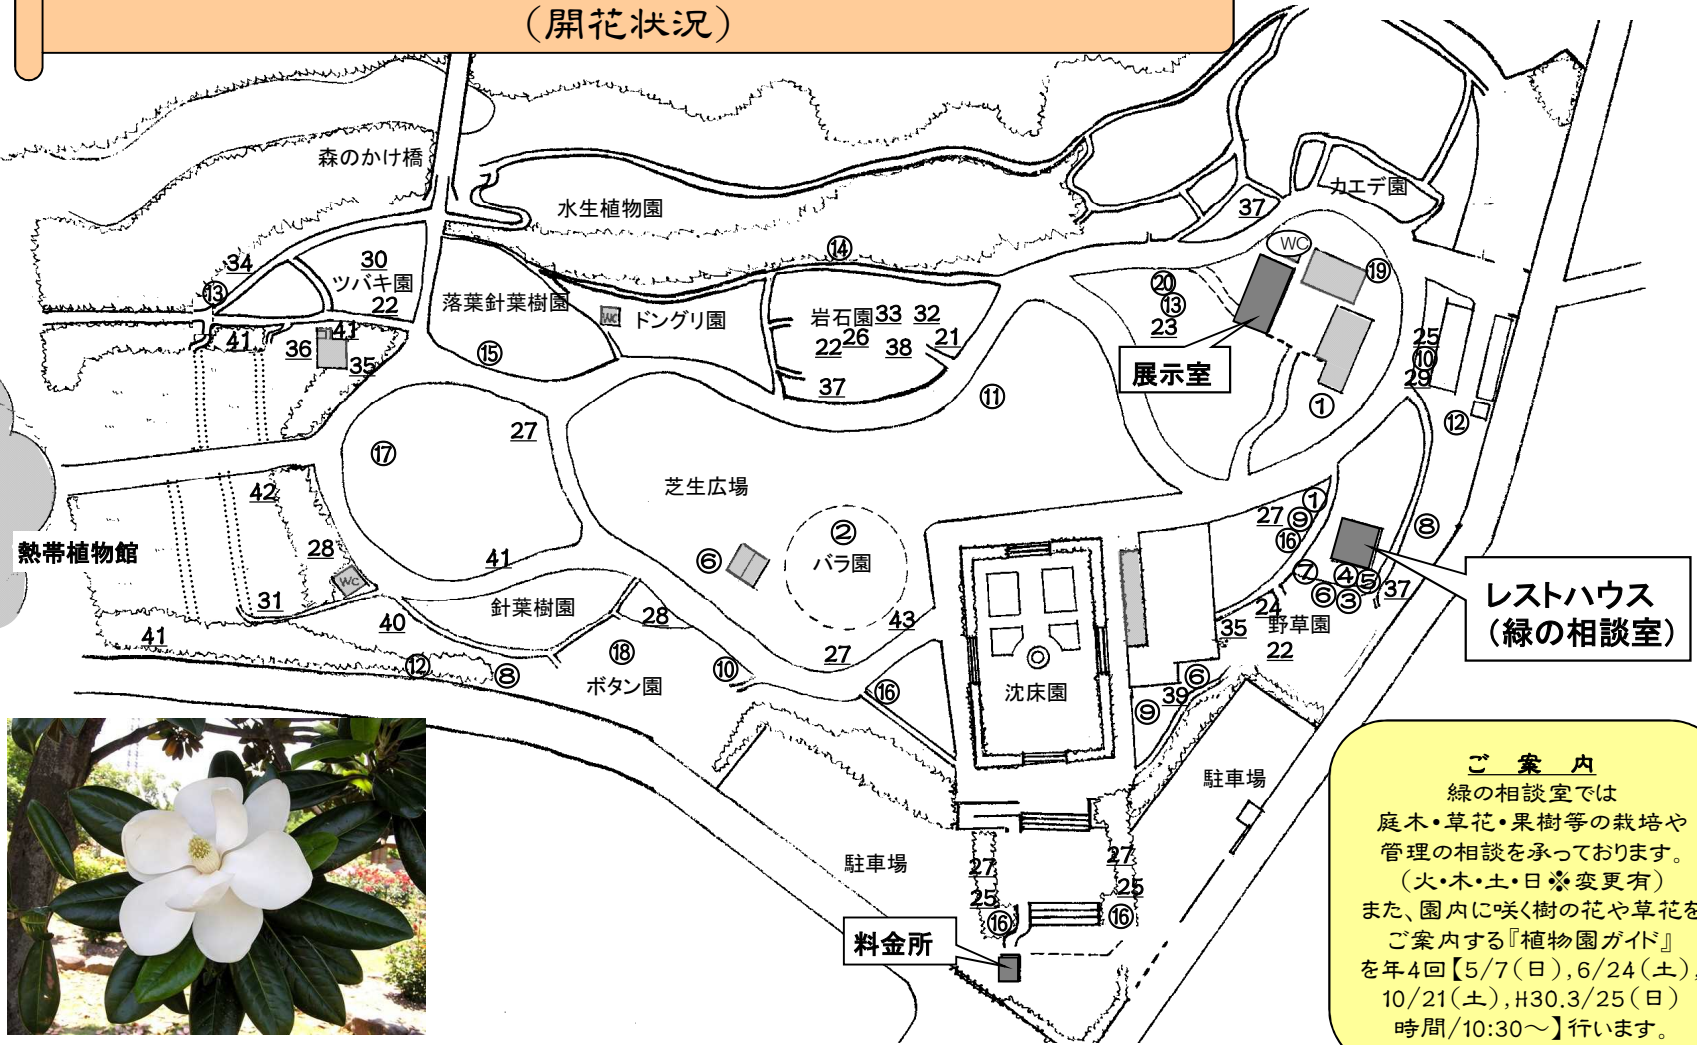 （開花状況）
森のかけ橋
水生植物園
カエデ園
37
WC
⑭
⑲
34
30
ツバキ園
⑬
22
落葉針葉樹園
WC
ドングリ園
岩石園 33 32
22 26 38 21
37
⑳
⑬
23
展示室
25
⑩
29
⑫
41
36
41
35
⑮
⑪
①
27
⑰
芝生広場
42
熱帯植物館
28
WC
31
41
41
針葉樹園
40
28
⑥
②
バラ園
43
27
①
27 ⑨
⑯
⑧
⑦ ④ ⑤
⑥ ③ 37
24
35 野草園
22
レストハウス
（緑の相談室）
⑫
⑧
⑱
ボタン園
⑩
⑯
沈床園
⑥
39
⑨
駐車場
駐車場
27
25
⑯
27
25
⑯
料金所
ご 案 内
緑の相談室では
庭木・草花・果樹等の栽培や
管理の相談を承っております。
（火・木・土・日※変更有）
また、園内に咲く樹の花や草花を
ご案内する『植物園ガイド』
を年4回【5/7（日）,6/24（土）,
10/21（土）,H30.3/25（日）
時間/10:30～】行います。